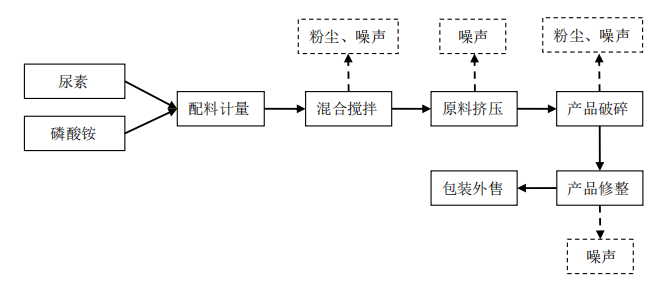 粉尘、噪声
噪声
粉尘、噪声
尿素
磷酸铵
配料计量
混合搅拌
原料挤压
产品破碎
包装外售
产品修整
噪声